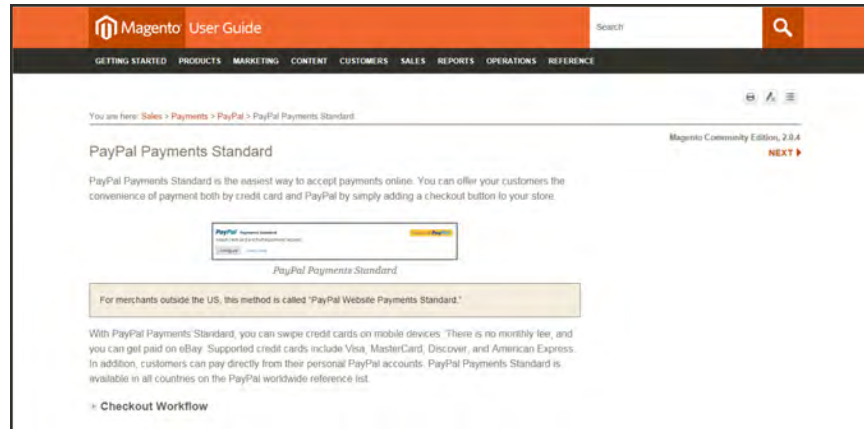 Magento User Guide
Search
GETTING STARTED PRODUCTS MARKETING CONTENT CUSTOMERS SALES REPORTS OPERATIONS REFERENCE
You are here: Sales > Payments > PayPal > PayPal Payments Standard
Magento Community Edition, 2.0.4
NEXT
PayPal Payments Standard
PayPal Payments Standard is the easiest way to accept payments online. You can offer your customers the
convenience of payment both by credit card and PayPal by simply adding a checkout button to your store.
PayPal Payments Standard
Configure
PayPal Payments Standard
For merchants outside the US, this method is called "PayPal Website Payments Standard."
With PayPal Payments Standard, you can swipe credit cards on mobile devices. There is no monthly fee, and
you can get paid on eBay. Supported credit cards include Visa, MasterCard, Discover, and American Express.
In addition, customers can pay directly from their personal PayPal accounts. PayPal Payments Standard is
available in all countries on the PayPal worldwide reference list.
Checkout Workflow